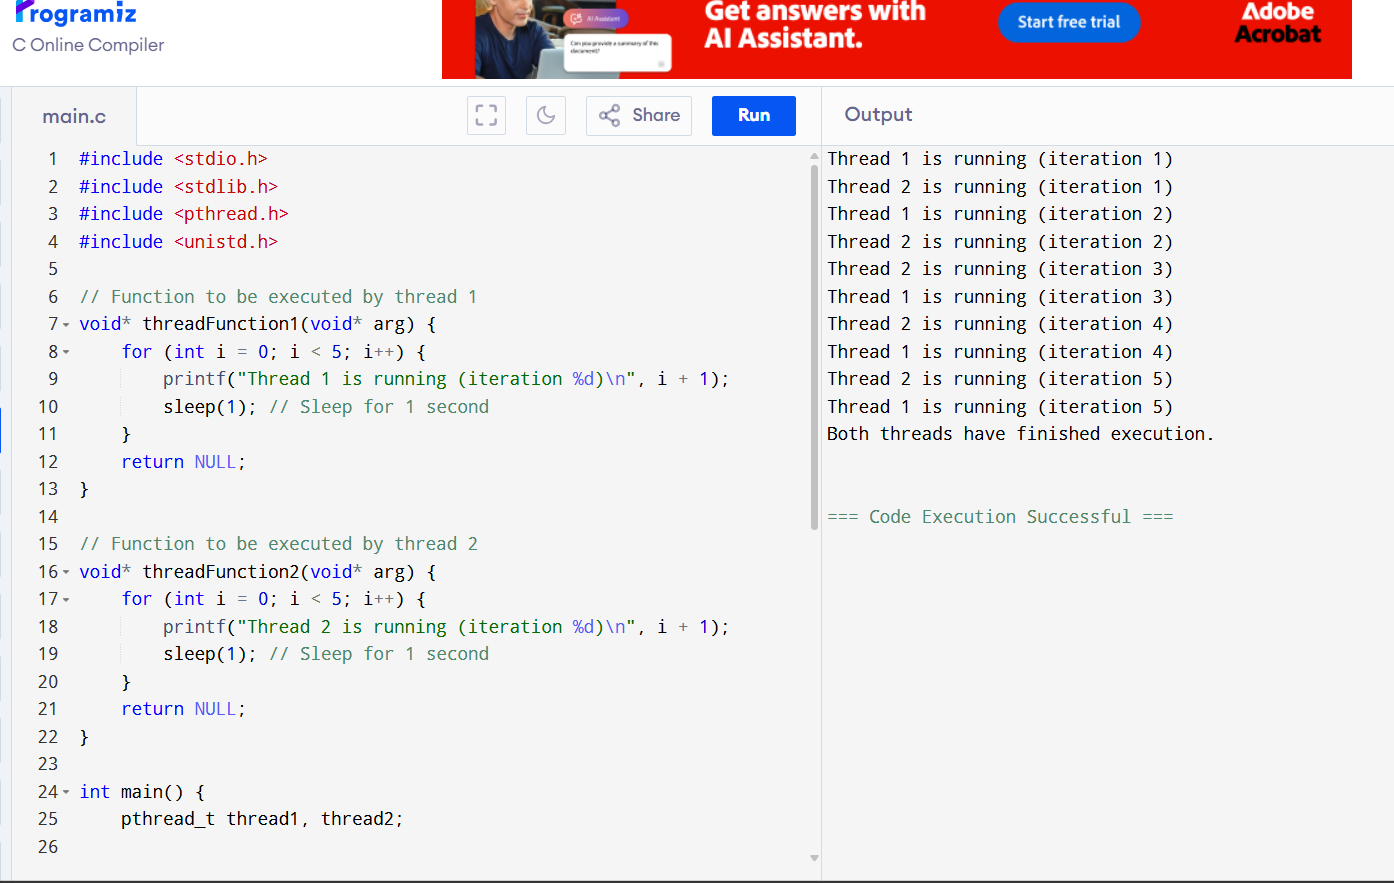 Programiz
C Online Compiler
AI Assistant
Can you provide a summary of this
document?
Get answers with
AI Assistant.
Start free trial
Adobe
Acrobat
main.c
Share
Run
Output
1 #include <stdio.h>
2 #include <stdlib.h>
3 #include <pthread.h>
4 #include <unistd.h>
5
6 // Function to be executed by thread 1
7 void* threadFunction1(void* arg) {
8     for (int i = 0; i < 5; i++) {
9         printf("Thread 1 is running (iteration %d)\n", i + 1);
10         sleep(1); // Sleep for 1 second
11     }
12     return NULL;
13 }
14
15 // Function to be executed by thread 2
16 void* threadFunction2(void* arg) {
17     for (int i = 0; i < 5; i++) {
18         printf("Thread 2 is running (iteration %d)\n", i + 1);
19         sleep(1); // Sleep for 1 second
20     }
21     return NULL;
22 }
23
24 int main() {
25     pthread_t thread1, thread2;
26
Thread 1 is running (iteration 1)
Thread 2 is running (iteration 1)
Thread 1 is running (iteration 2)
Thread 2 is running (iteration 2)
Thread 2 is running (iteration 3)
Thread 1 is running (iteration 3)
Thread 2 is running (iteration 4)
Thread 1 is running (iteration 4)
Thread 2 is running (iteration 5)
Thread 1 is running (iteration 5)
Both threads have finished execution.
=== Code Execution Successful ===